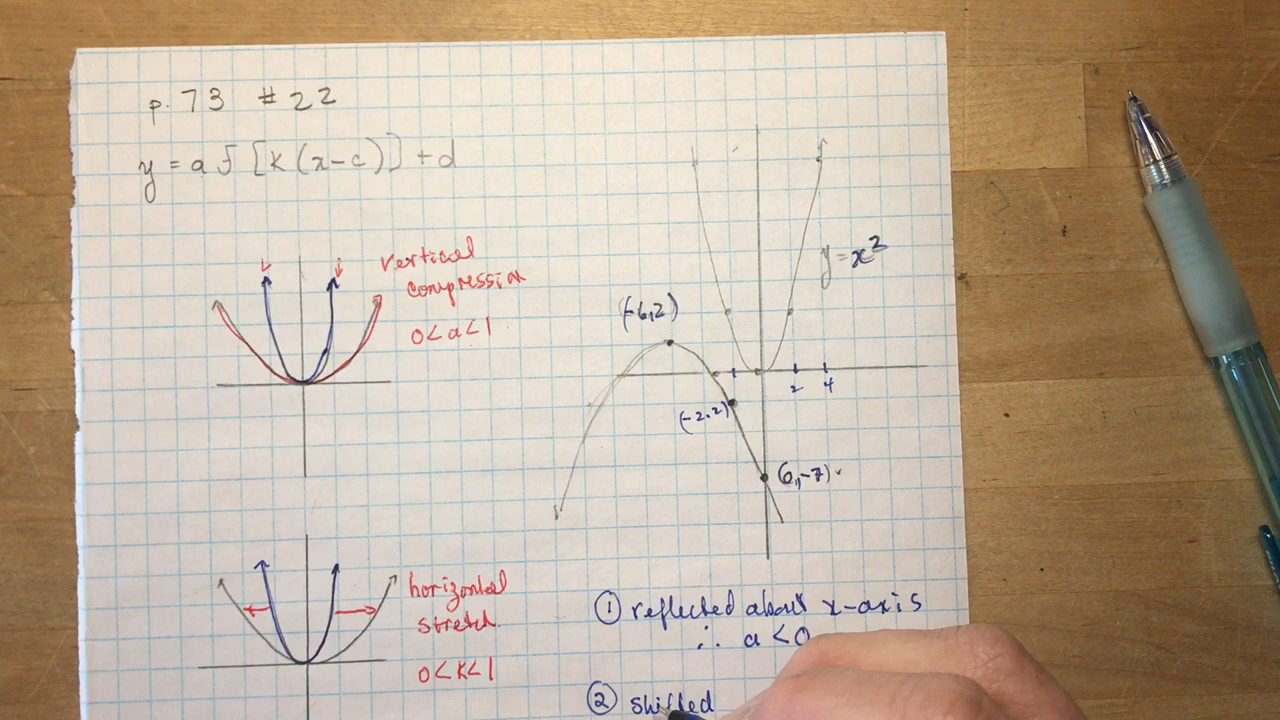 p. 73 # 22
y = a f [k (x-c)] + d
vertical
compression
0 < a < 1
y = x²
(-6,2)
2 4
(-2,-2)
(0,-7)
horizontal
stretch
0 < k < 1
① reflected about x-axis
∴ a < 0
② shifted